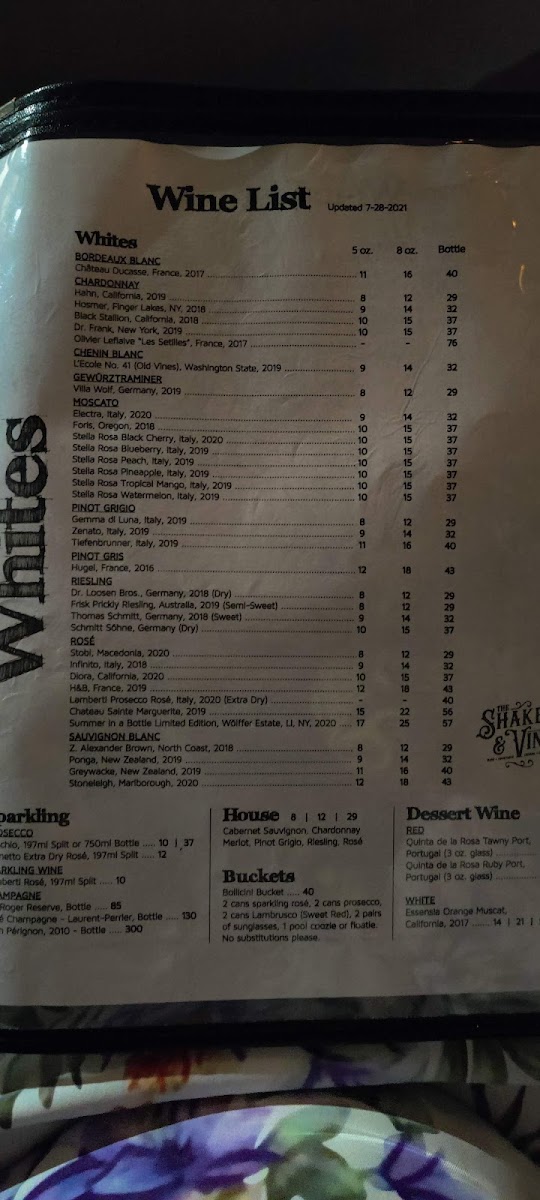 Wine List Updated 7-28-2021
Whites
Whites 5 oz. 8 oz. Bottle
BORDEAUX BLANC
Château Ducasse, France, 2017 11 16 40
CHARDONNAY
Hahn, California, 2019 8 12 29
Hosmer, Finger Lakes, NY, 2018 9 14 32
Black Stallion, California, 2018 10 15 37
Dr. Frank, New York, 2019 10 15 37
Olivier Leflaive "Les Setilles", France, 2017 - - 76
CHENIN BLANC
L'Ecole No. 41 (Old Vines), Washington State, 2019 9 14 32
GEWÜRZTRAMINER
Villa Wolf, Germany, 2019 8 12 29
MOSCATO
Electra, Italy, 2020 9 14 32
Foris, Oregon, 2018 10 15 37
Stella Rosa Black Cherry, Italy, 2020 10 15 37
Stella Rosa Blueberry, Italy, 2019 10 15 37
Stella Rosa Peach, Italy, 2019 10 15 37
Stella Rosa Pineapple, Italy, 2019 10 15 37
Stella Rosa Tropical Mango, Italy, 2019 10 15 37
Stella Rosa Watermelon, Italy, 2019 10 15 37
PINOT GRIGIO
Gemma di Luna, Italy, 2019 8 12 29
Zenato, Italy, 2019 9 14 32
Tiefenbrunner, Italy, 2019 11 16 40
PINOT GRIS
Hugel, France, 2016 12 18 43
RIESLING
Dr. Loosen Bros., Germany, 2018 (Dry) 8 12 29
Frisk Prickly Riesling, Australia, 2019 (Semi-Sweet) 8 12 29
Thomas Schmitt, Germany, 2018 (Sweet) 9 14 32
Schmitt Söhne, Germany (Dry) 10 15 37
ROSÉ
Stobi, Macedonia, 2020 8 12 29
Infinito, Italy, 2018 9 14 32
Diora, California, 2020 10 15 37
H&B, France, 2019 12 18 43
Lamberti Prosecco Rosé, Italy, 2020 (Extra Dry) - - 40
Chateau Sainte Marguerite, 2019 15 22 56
Summer in a Bottle Limited Edition, Wölffer Estate, LI, NY, 2020 17 25 57
SAUVIGNON BLANC
Z. Alexander Brown, North Coast, 2018 8 12 29
Ponga, New Zealand, 2019 9 14 32
Greywacke, New Zealand, 2019 11 16 40
Stoneleigh, Marlborough, 2020 12 18 43
THE
SHAKE
& VIN
arkling
OSECCO
chio, 197ml Split or 750ml Bottle ..... 10 | 37
netto Extra Dry Rosé, 197ml Split ..... 12
ARKLING WINE
berti Rosé, 197ml Split ..... 10
AMPAGNE
Roger Reserve, Bottle ..... 85
é Champagne - Laurent-Perrier, Bottle ..... 130
n Pérignon, 2010 - Bottle ..... 300
House 8 | 12 | 29
Cabernet Sauvignon, Chardonnay
Merlot, Pinot Grigio, Riesling, Rosé
Buckets
Bollicini Bucket ..... 40
2 cans sparkling rosé, 2 cans prosecco,
2 cans Lambrusco (Sweet Red), 2 pairs
of sunglasses, 1 pool coozie or floatie.
No substitutions please.
Dessert Wine
RED
Quinta de la Rosa Tawny Port,
Portugal (3 oz. glass)
Quinta de la Rosa Ruby Port,
Portugal (3 oz. glass)
WHITE
Essensia Orange Muscat,
California, 2017 ...... 14 | 21 |